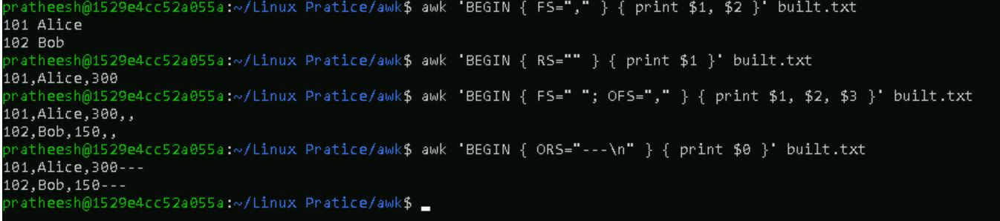 pratheesh@1529e4cc52a055a:~/Linux Pratice/awk$ awk 'BEGIN { FS="," } { print $1, $2 }' built.txt
101 Alice
102 Bob
pratheesh@1529e4cc52a055a:~/Linux Pratice/awk$ awk 'BEGIN { RS="" } { print $1 }' built.txt
101,Alice,300
pratheesh@1529e4cc52a055a:~/Linux Pratice/awk$ awk 'BEGIN { FS=" "; OFS="," } { print $1, $2, $3 }' built.txt
101,Alice,300,,
102,Bob,150,,
pratheesh@1529e4cc52a055a:~/Linux Pratice/awk$ awk 'BEGIN { ORS="---\n" } { print $0 }' built.txt
101,Alice,300---
102,Bob,150---
pratheesh@1529e4cc52a055a:~/Linux Pratice/awk$